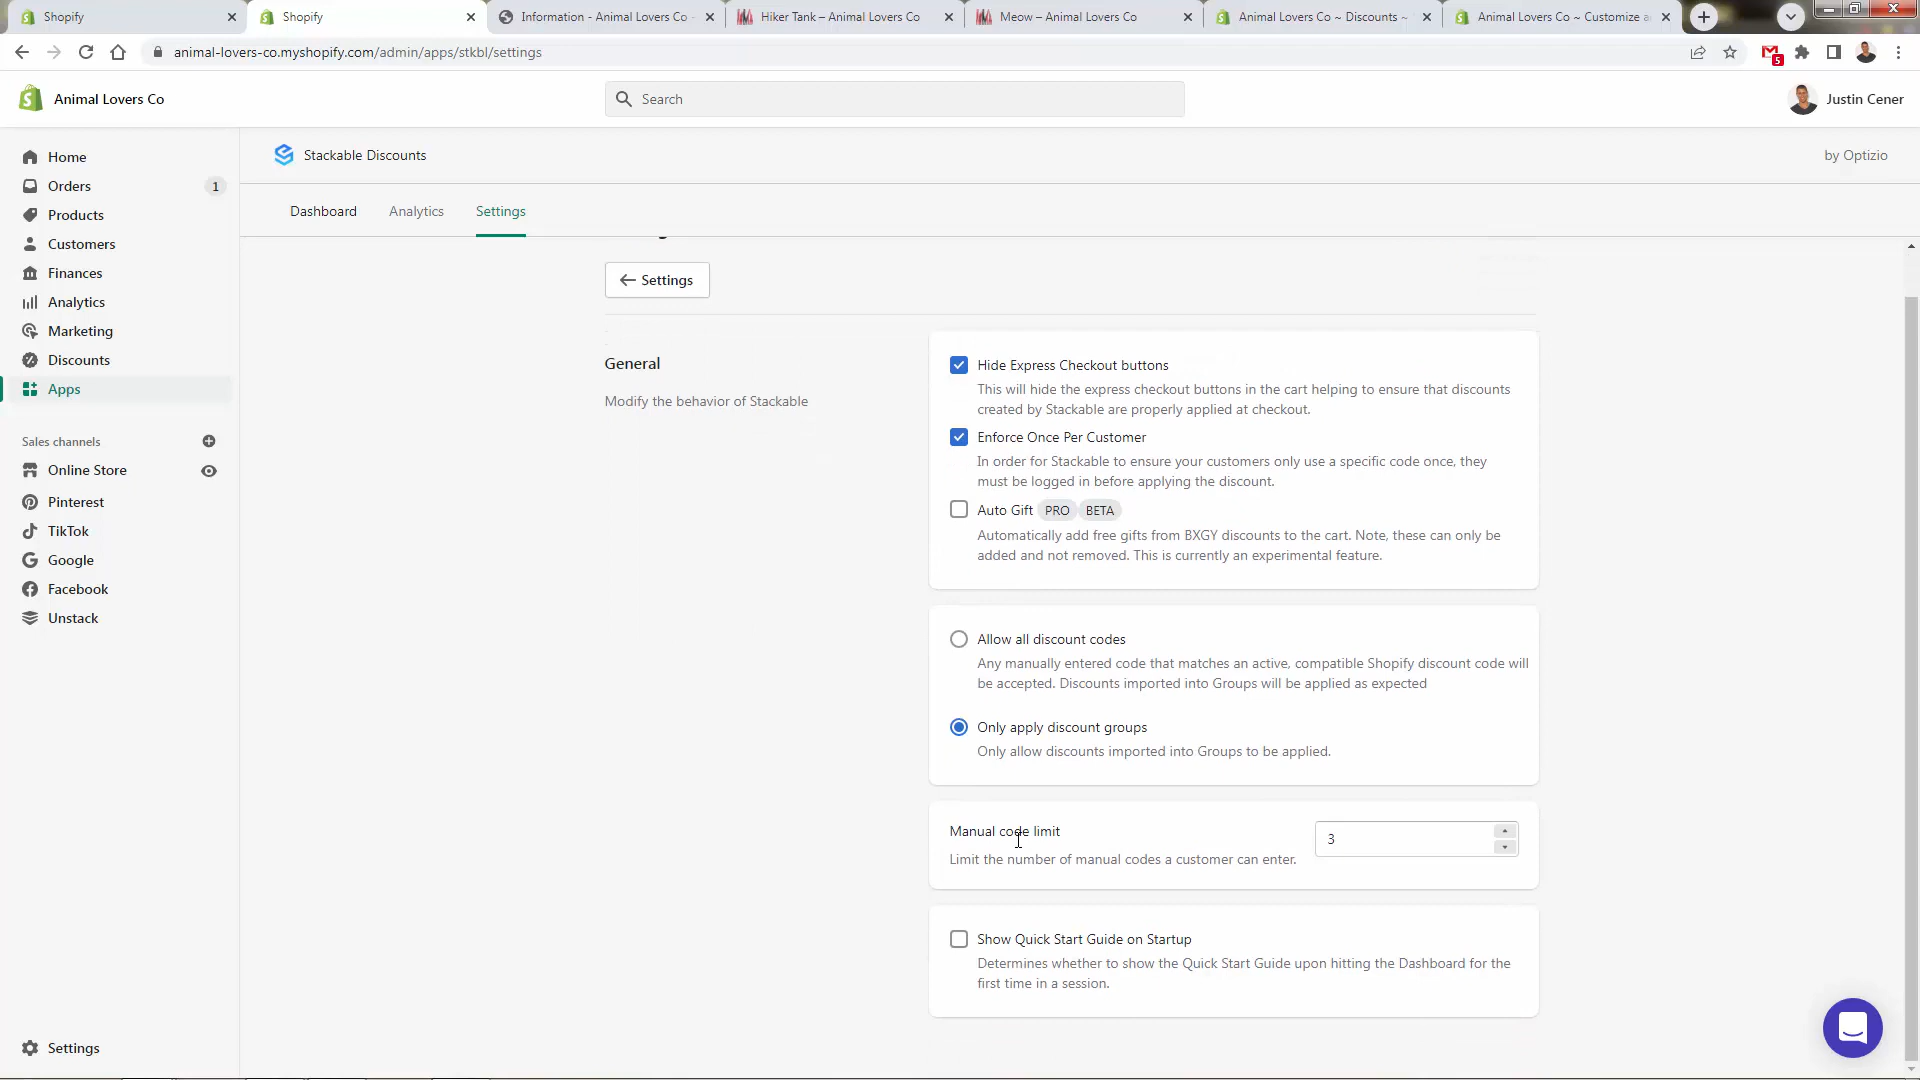 Shopify
Shopify
Information - Animal Lovers Co -
Hiker Tank – Animal Lovers Co
Meow – Animal Lovers Co
Animal Lovers Co ~ Discounts ~
Animal Lovers Co ~ Customize a
animal-lovers-co.myshopify.com/admin/apps/stkbl/settings
5
Animal Lovers Co
Search
Justin Cener
Home
Orders
1
Products
Customers
Finances
Analytics
Marketing
Discounts
Apps
Sales channels
Online Store
Pinterest
TikTok
Google
Facebook
Unstack
Settings
Stackable Discounts
by Optizio
Dashboard
Analytics
Settings
Settings
General
Modify the behavior of Stackable
Hide Express Checkout buttons
This will hide the express checkout buttons in the cart helping to ensure that discounts
created by Stackable are properly applied at checkout.
Enforce Once Per Customer
In order for Stackable to ensure your customers only use a specific code once, they
must be logged in before applying the discount.
Auto Gift PRO BETA
Automatically add free gifts from BXGY discounts to the cart. Note, these can only be
added and not removed. This is currently an experimental feature.
Allow all discount codes
Any manually entered code that matches an active, compatible Shopify discount code will
be accepted. Discounts imported into Groups will be applied as expected
Only apply discount groups
Only allow discounts imported into Groups to be applied.
Manual code limit
Limit the number of manual codes a customer can enter.
3
Show Quick Start Guide on Startup
Determines whether to show the Quick Start Guide upon hitting the Dashboard for the
first time in a session.